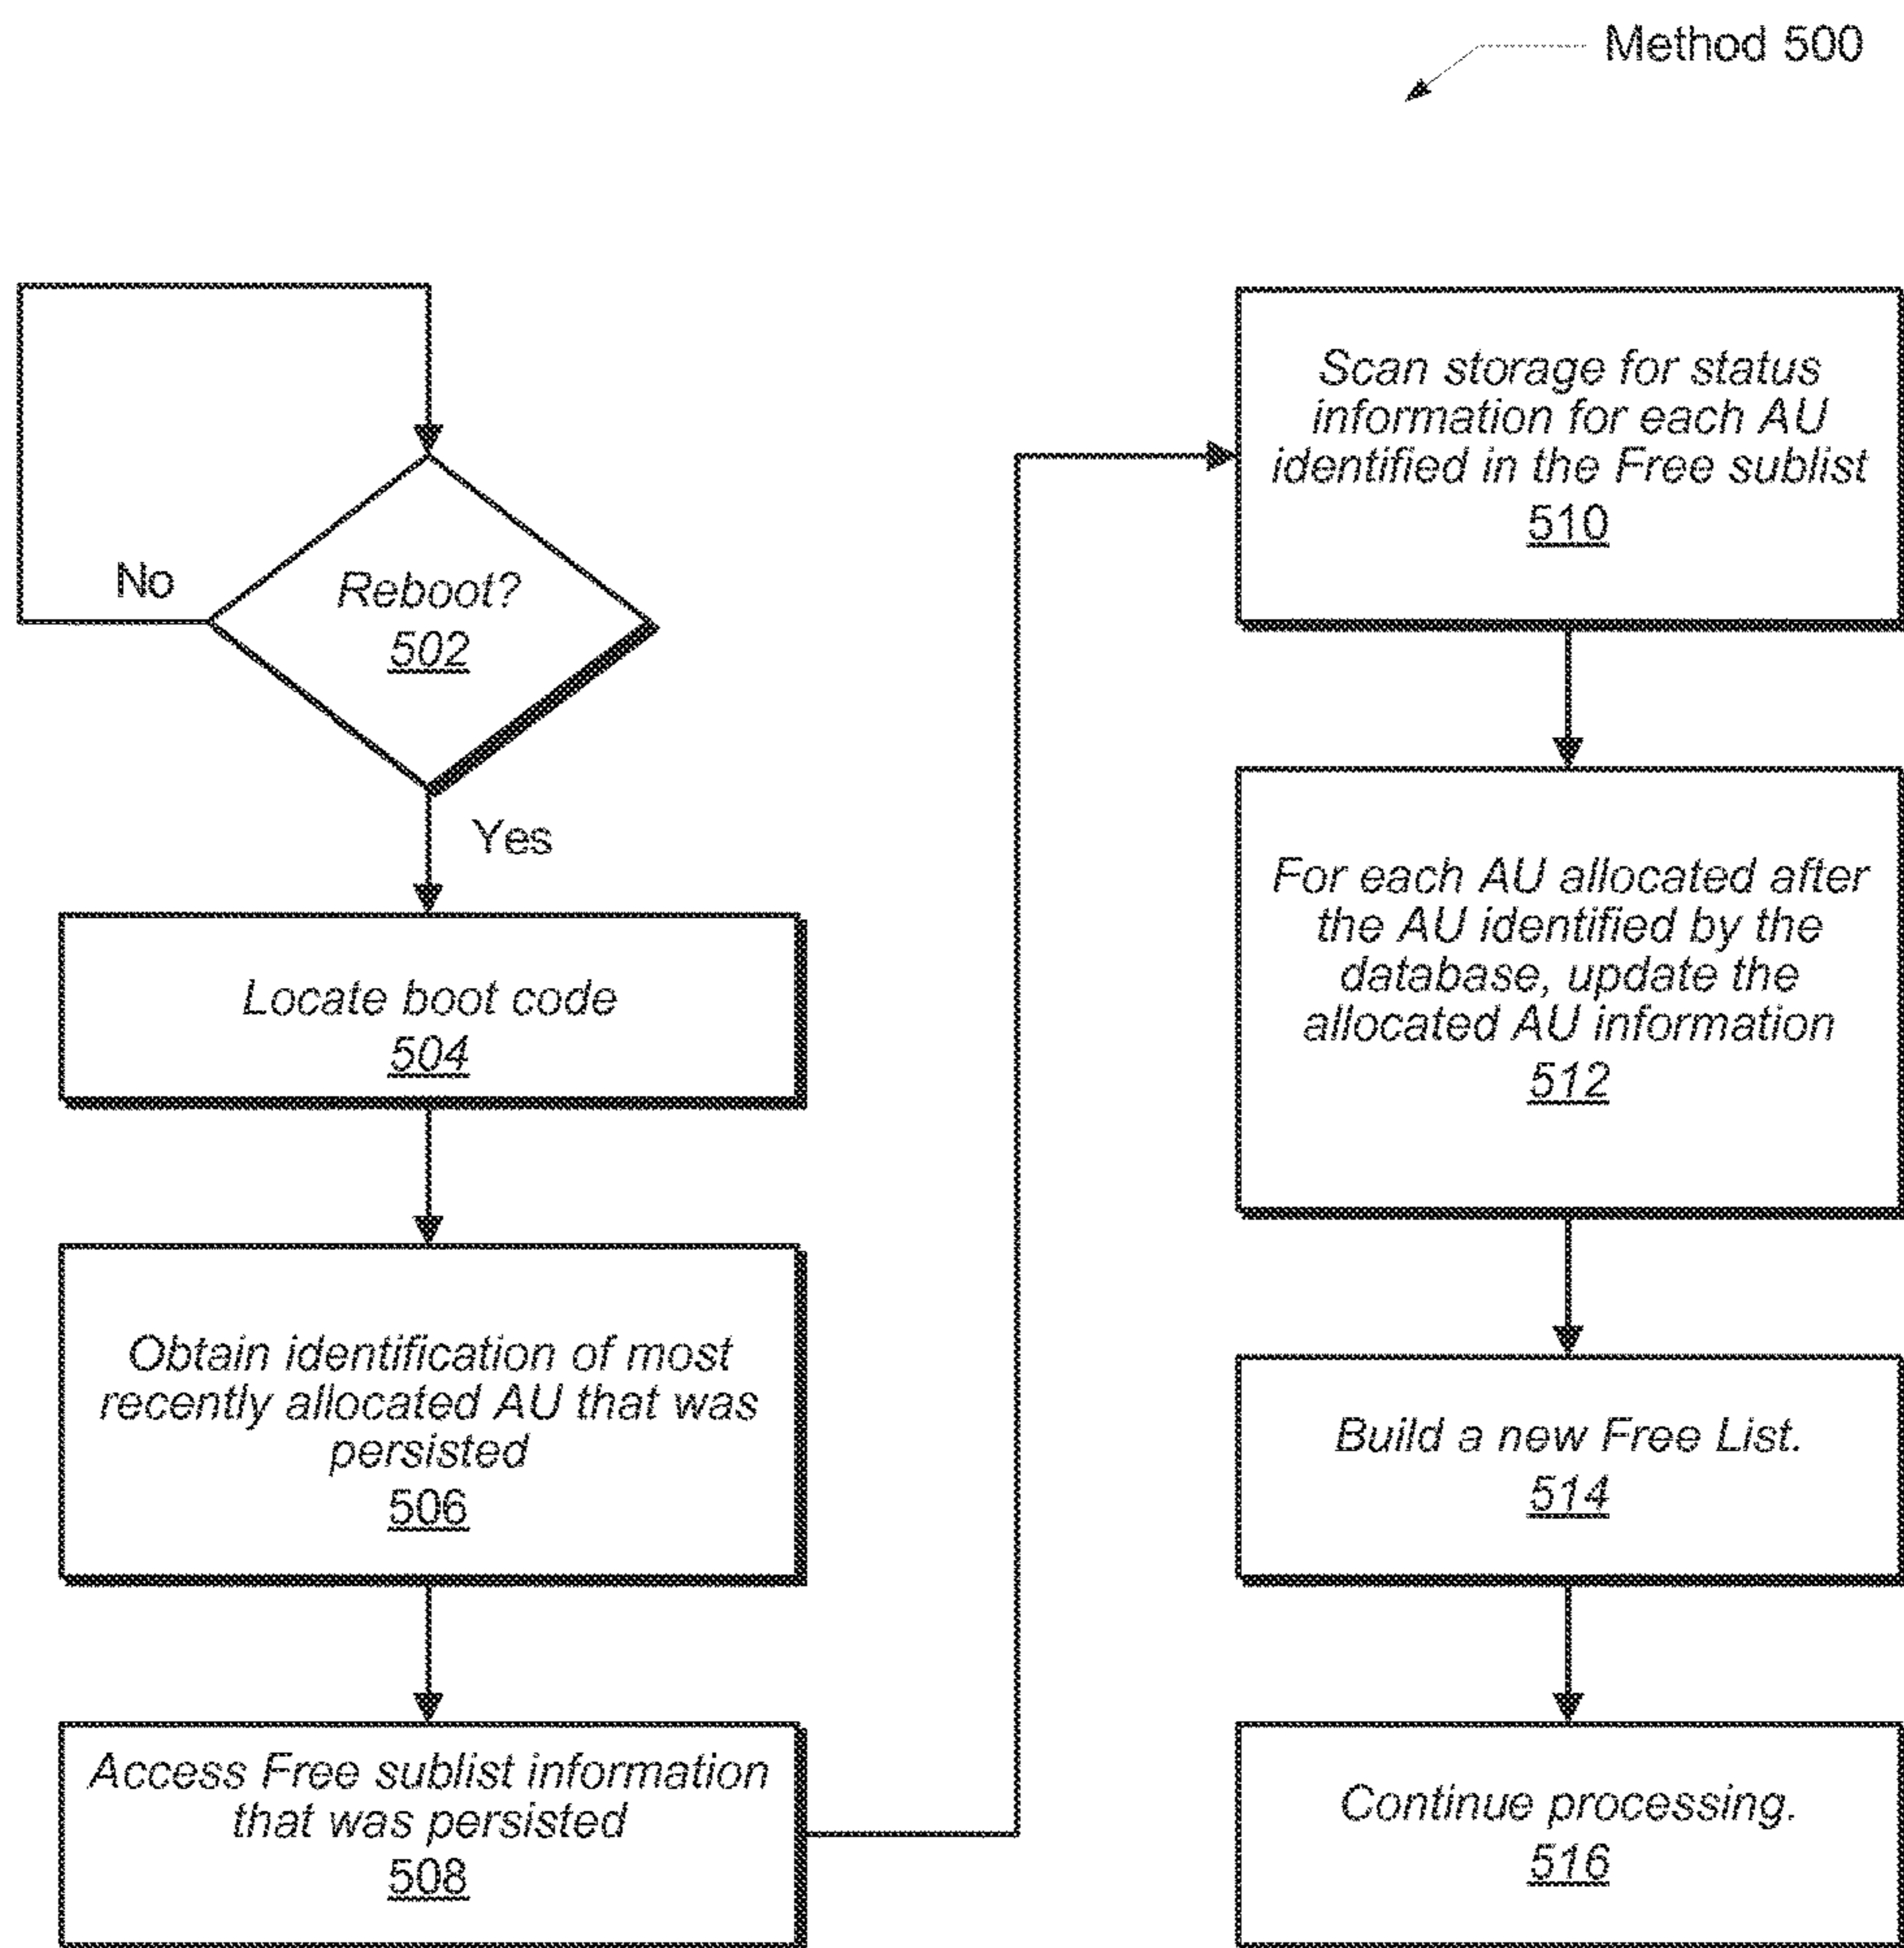 Method 500
No
Reboot?
502
Yes
Locate boot code
504
Obtain identification of most
recently allocated AU that was
persisted
506
Access Free sublist information
that was persisted
508
Scan storage for status
information for each AU
identified in the Free sublist
510
For each AU allocated after
the AU identified by the
database, update the
allocated AU information
512
Build a new Free List.
514
Continue processing.
516